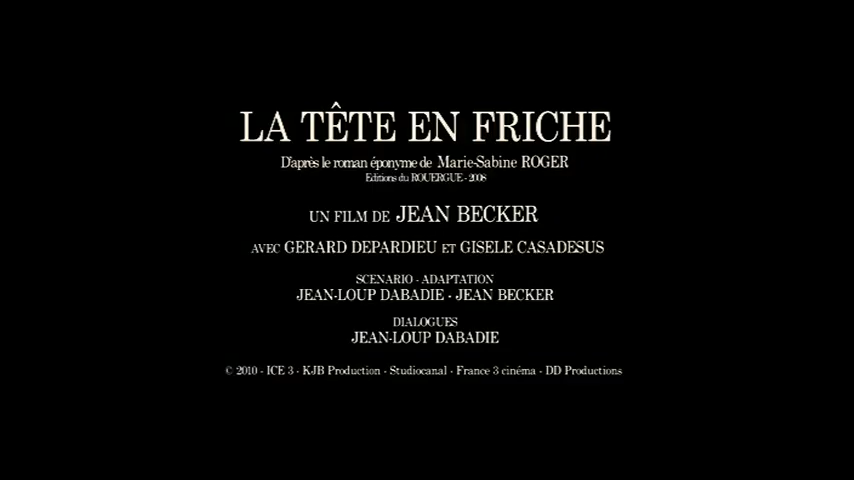 LA TÊTE EN FRICHE
D'après le roman éponyme de Marie-Sabine ROGER
Editions du ROUERGUE - 2008
UN FILM DE JEAN BECKER
AVEC GERARD DEPARDIEU ET GISELE CASADESUS
SCENARIO - ADAPTATION
JEAN-LOUP DABADIE - JEAN BECKER
DIALOGUES
JEAN-LOUP DABADIE
© 2010 - ICE 3 - KJB Production - Studiocanal - France 3 cinéma - DD Productions